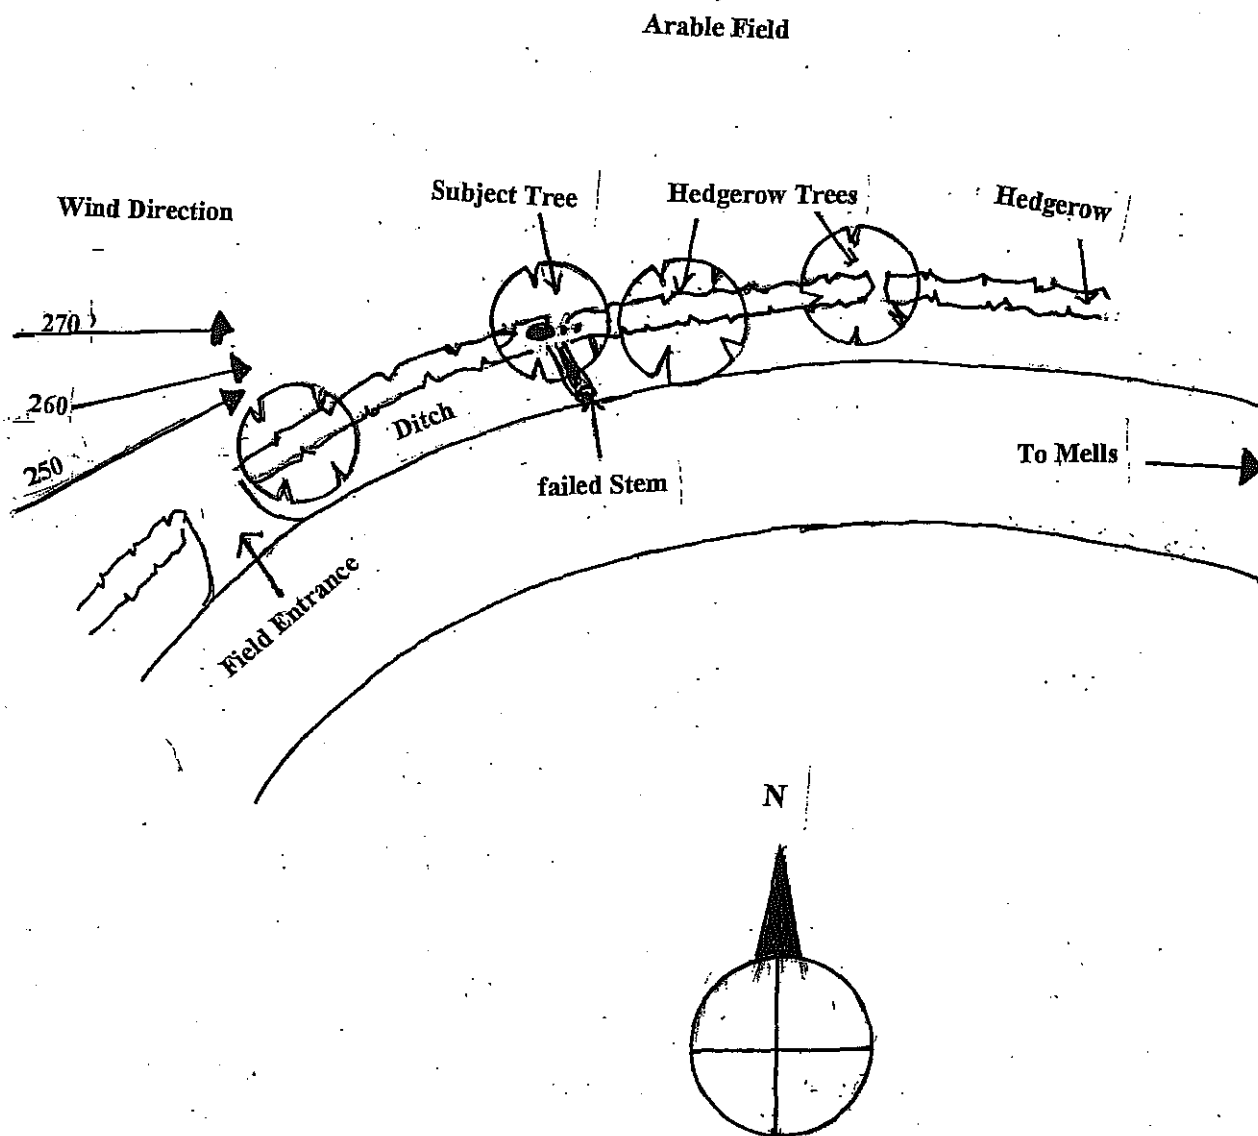 Arable Field
Wind Direction
Subject Tree
Hedgerow Trees
Hedgerow
270
260
250
Ditch
failed Stem
To Mells
Field Entrance
N